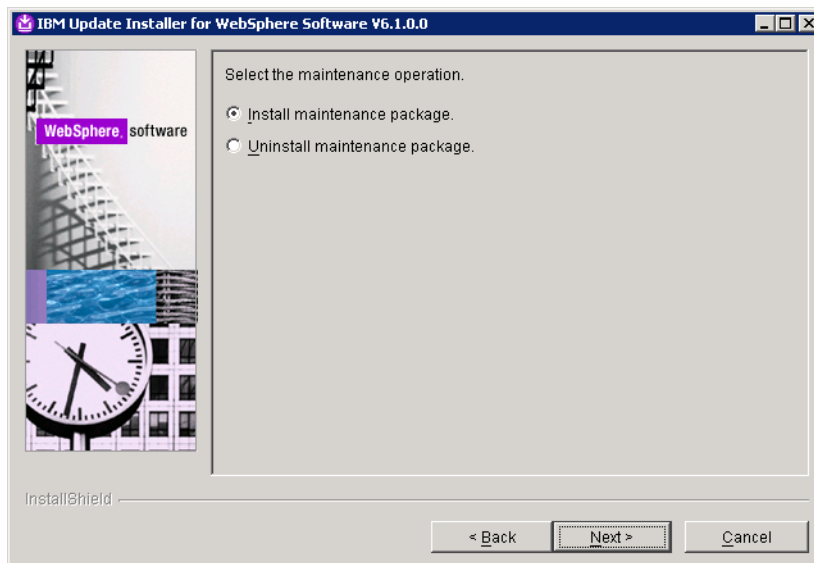 IBM Update Installer for WebSphere Software V6.1.0.0
WebSphere. software
Select the maintenance operation.
Install maintenance package.
Uninstall maintenance package.
InstallShield
< Back
Next >
Cancel